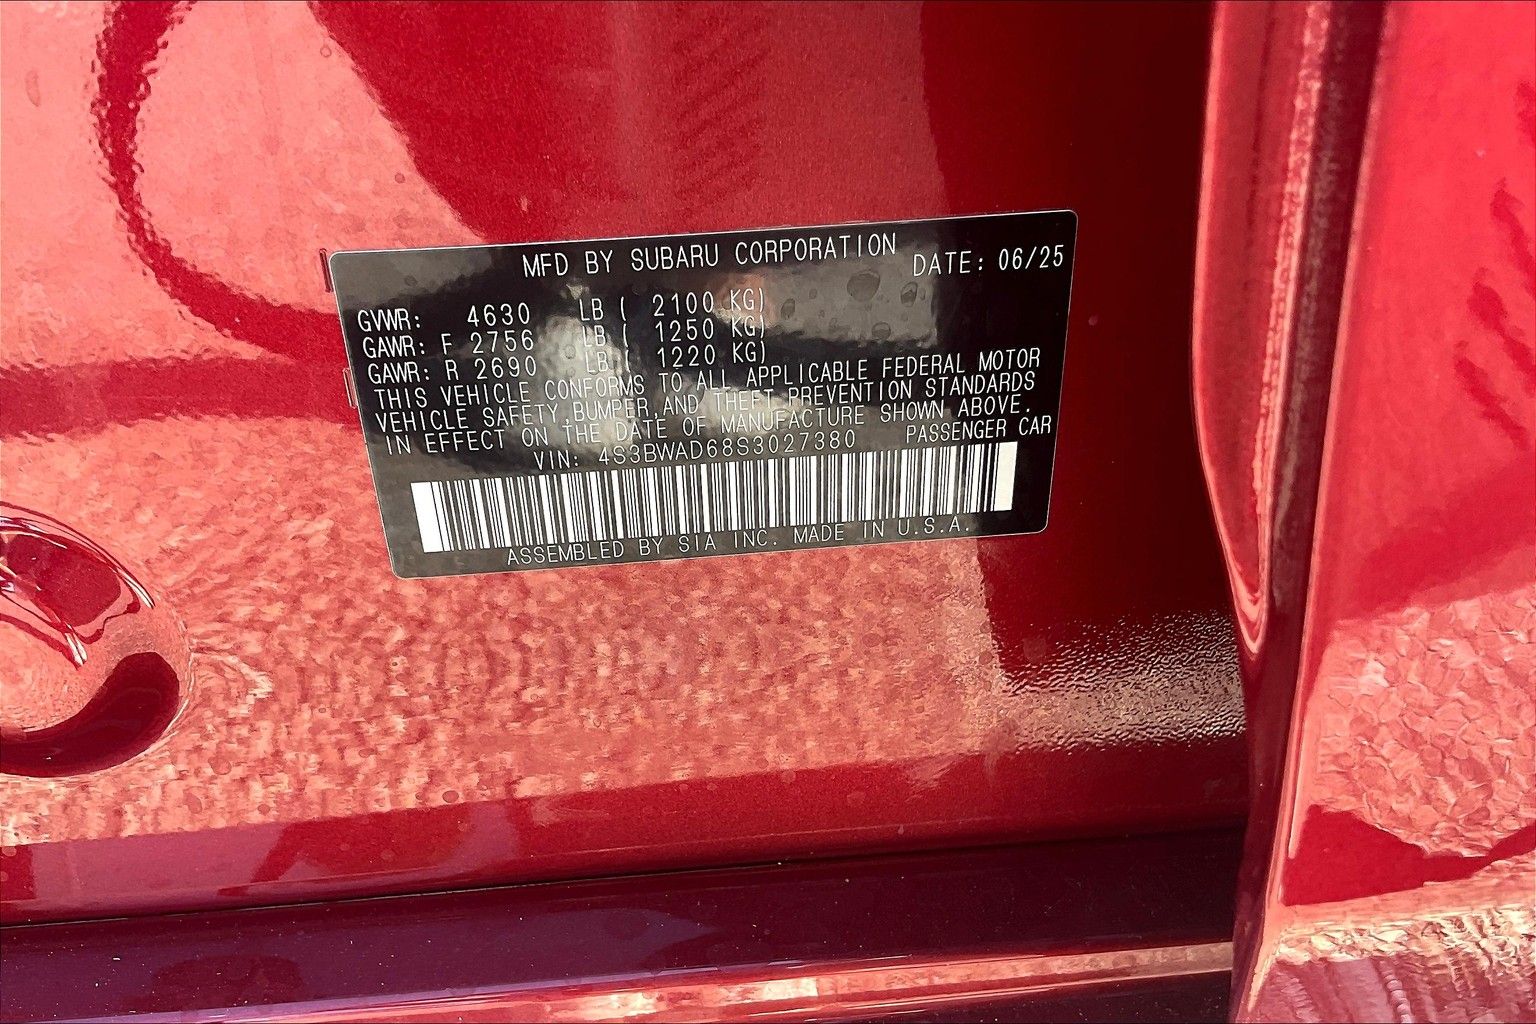 MFD BY SUBARU CORPORATION DATE: 06/25
GVWR: 4630 LB ( 2100 KG)
GAWR: F 2756 LB ( 1250 KG)
GAWR: R 2690 LB ( 1220 KG)
THIS VEHICLE CONFORMS TO ALL APPLICABLE FEDERAL MOTOR
VEHICLE SAFETY,BUMPER,AND THEFT PREVENTION STANDARDS
IN EFFECT ON THE DATE OF MANUFACTURE SHOWN ABOVE.
VIN: 4S3BWAD68S3027380 PASSENGER CAR
ASSEMBLED BY SIA INC. MADE IN U.S.A.